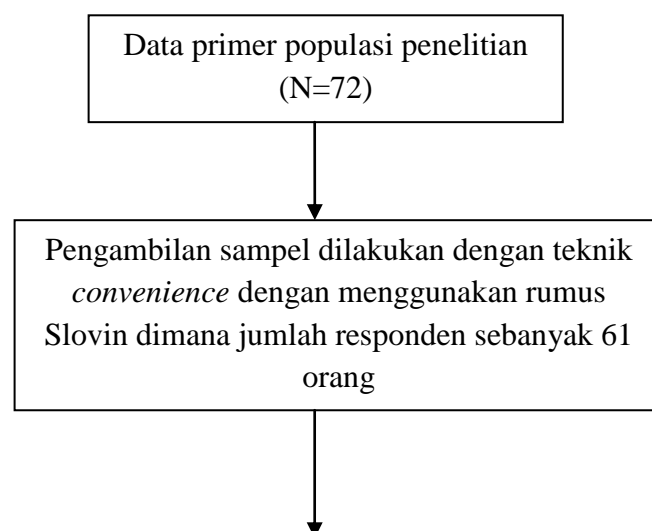 Data primer populasi penelitian
(N=72)
Pengambilan sampel dilakukan dengan teknik
convenience dengan menggunakan rumus
Slovin dimana jumlah responden sebanyak 61
orang